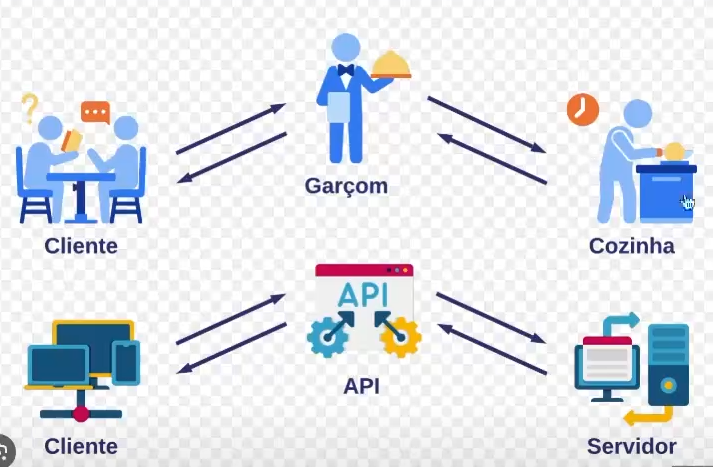 Garçom
Cliente
Cozinha
API
API
Cliente
Servidor